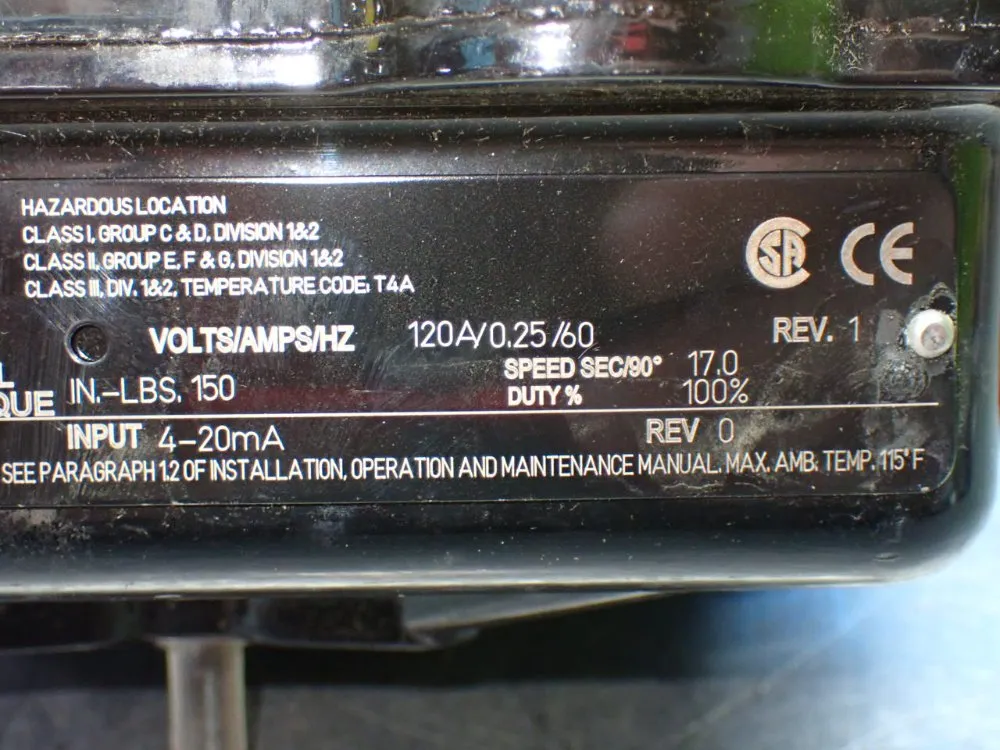 HAZARDOUS LOCATION
CLASS I, GROUP C & D, DIVISION 1&2
CLASS II, GROUP E, F & G, DIVISION 1&2
CLASS III, DIV. 1&2, TEMPERATURE CODE: T4A
CSA CE
VOLTS/AMPS/HZ 120A/0.25/60 REV. 1
SPEED SEC/90° 17.0
L
QUE IN.-LBS. 150 DUTY % 100%
INPUT 4-20mA REV 0
SEE PARAGRAPH 1.2 OF INSTALLATION, OPERATION AND MAINTENANCE MANUAL. MAX. AMB. TEMP. 115°F